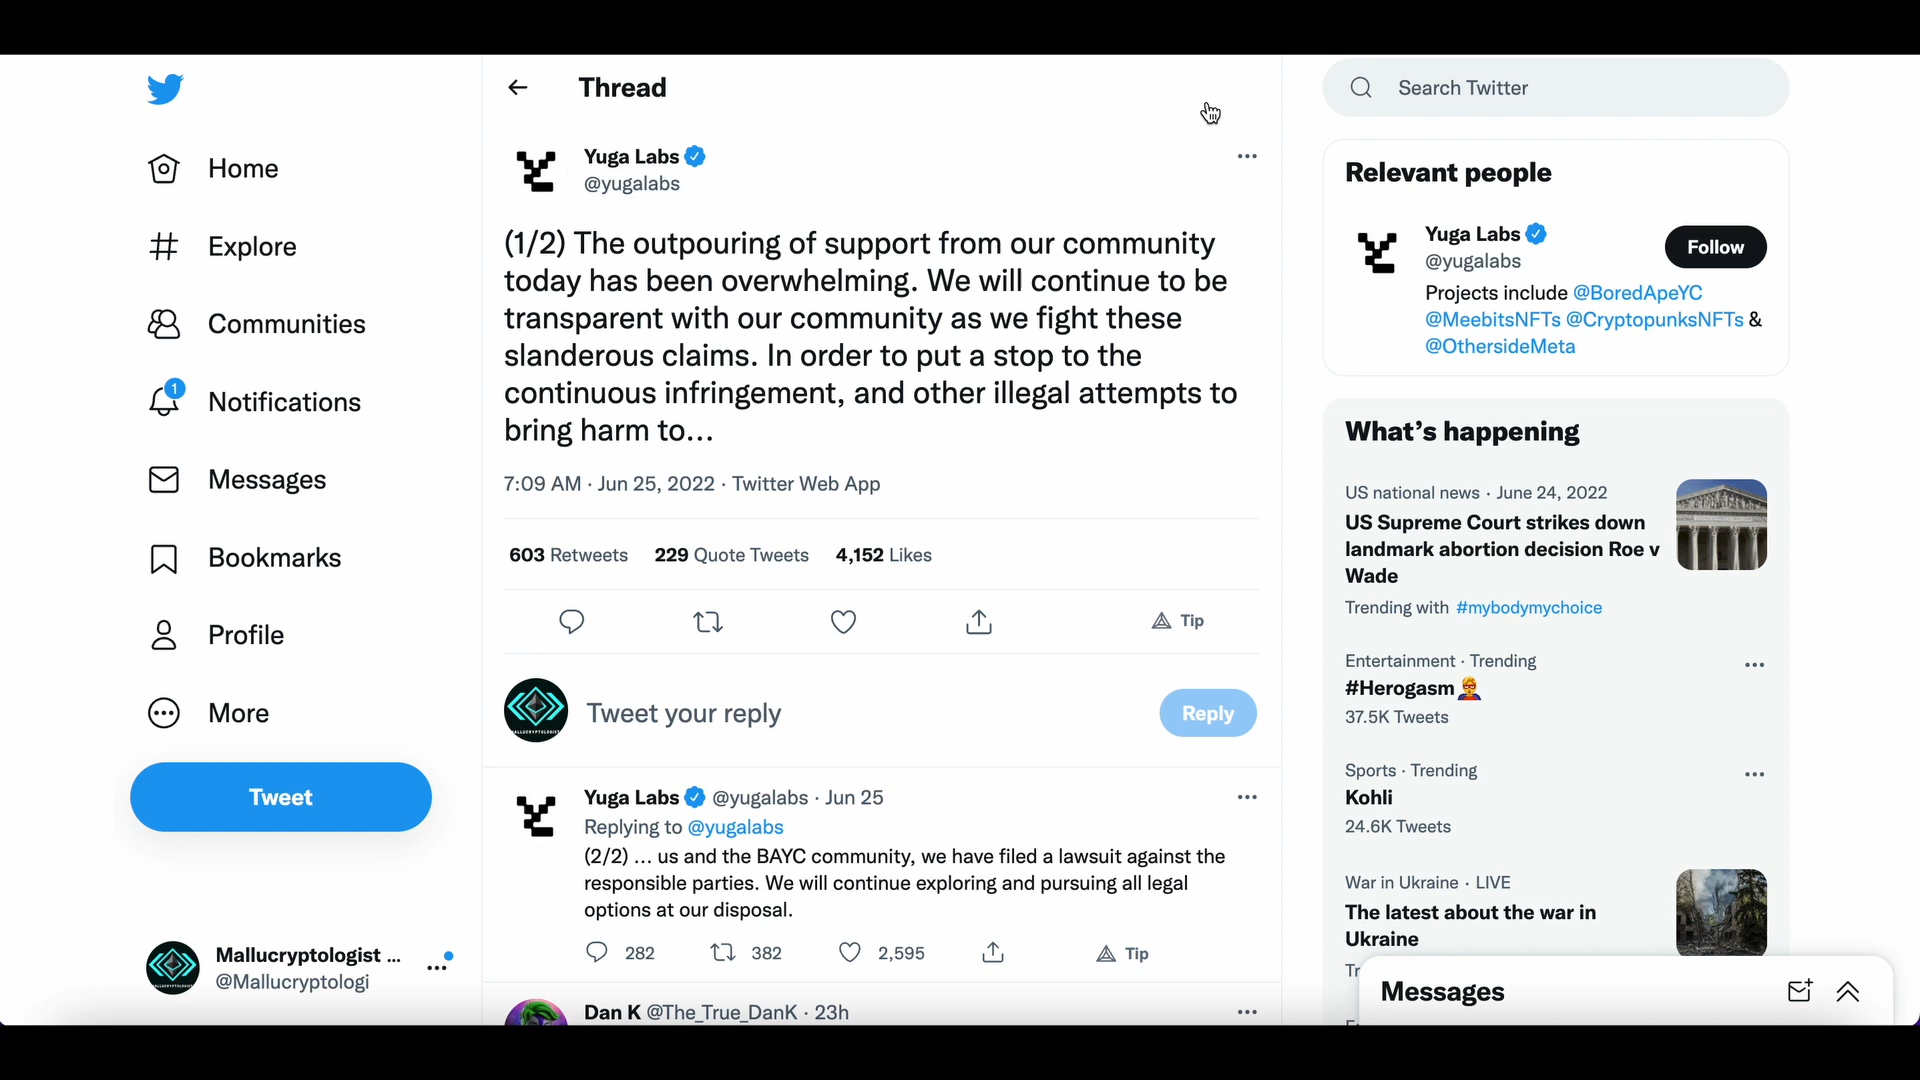 Home
Explore
Communities
1
Notifications
Messages
Bookmarks
Profile
More
Tweet
Mallucryptologist ...
@Mallucryptologi
Thread
Yuga Labs
@yugalabs
(1/2) The outpouring of support from our community
today has been overwhelming. We will continue to be
transparent with our community as we fight these
slanderous claims. In order to put a stop to the
continuous infringement, and other illegal attempts to
bring harm to…
7:09 AM · Jun 25, 2022 · Twitter Web App
603 Retweets 229 Quote Tweets 4,152 Likes
Tip
Tweet your reply
Reply
Yuga Labs @yugalabs · Jun 25
Replying to @yugalabs
(2/2) … us and the BAYC community, we have filed a lawsuit against the
responsible parties. We will continue exploring and pursuing all legal
options at our disposal.
282 382 2,595 Tip
Dan K @The_True_DanK · 23h
Search Twitter
Relevant people
Yuga Labs
@yugalabs
Follow
Projects include @BoredApeYC
@MeebitsNFTs @CryptopunksNFTs &
@OthersideMeta
What's happening
US national news · June 24, 2022
US Supreme Court strikes down
landmark abortion decision Roe v
Wade
Trending with #mybodymychoice
Entertainment · Trending
#Herogasm
37.5K Tweets
Sports · Trending
Kohli
24.6K Tweets
War in Ukraine · LIVE
The latest about the war in
Ukraine
Messages